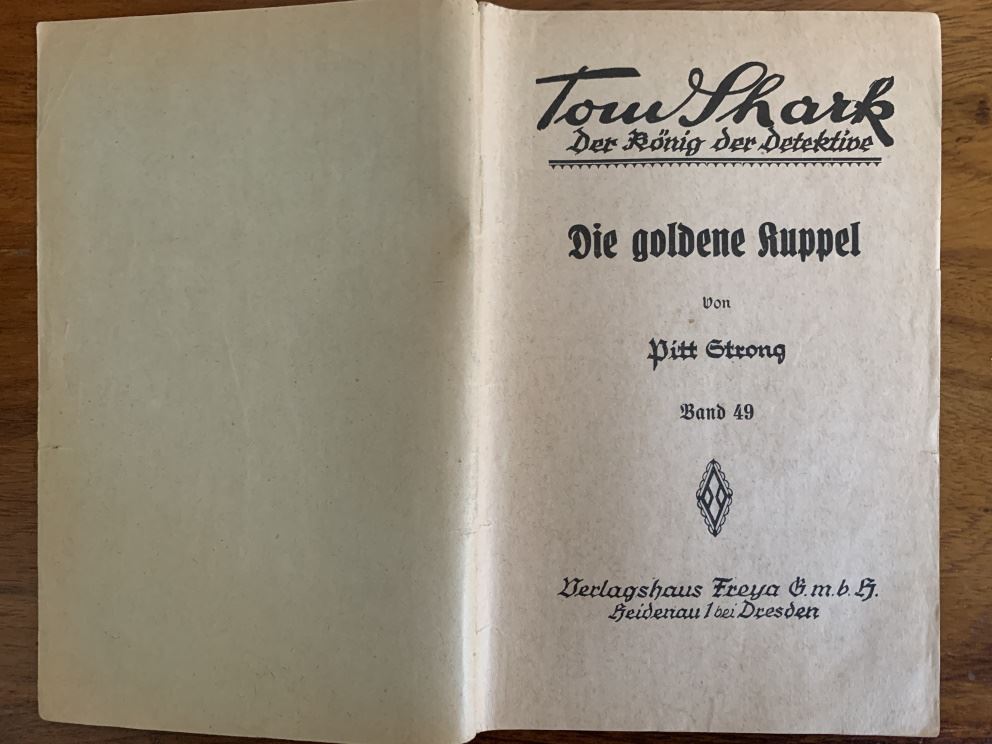 Tom Shark
Der König der Detektive
Die goldene Kuppel
Von
Pitt Strong
Band 49
Verlagshaus Freya G.m.b.H.
Heidenau 1 bei Dresden